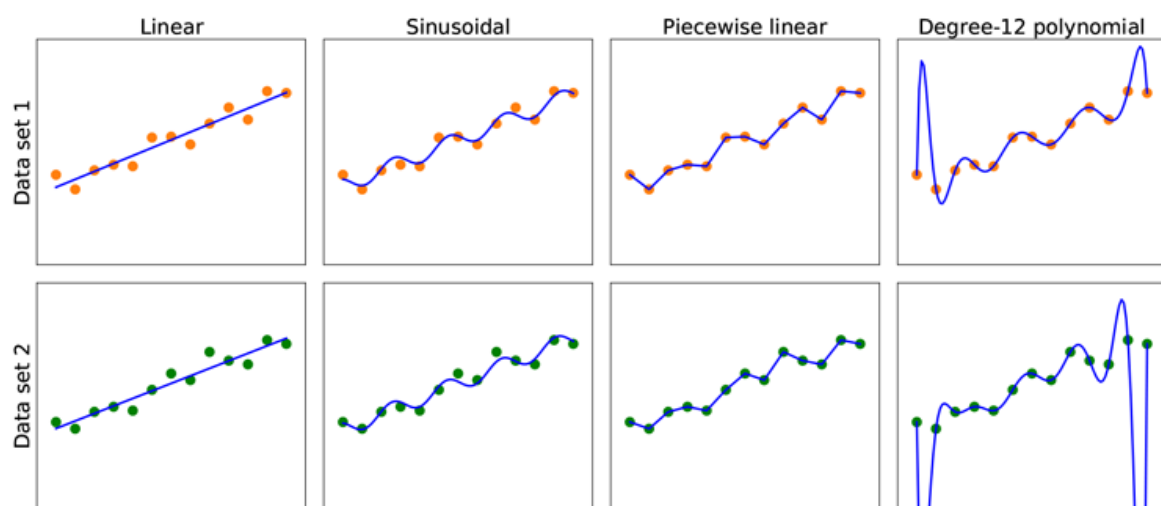 Linear
Sinusoidal
Piecewise linear
Degree-12 polynomial
Data set 1
Data set 2